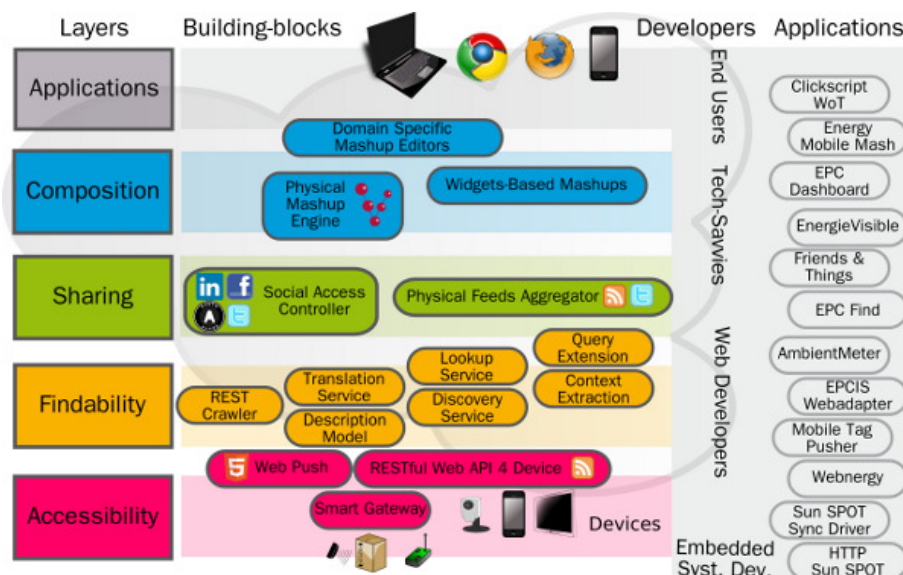 Layers
Building-blocks
Developers
Applications
Applications
Domain Specific
Mashup Editors
End Users
Clickscript
WoT
Energy
Mobile Mash
Composition
Physical
Mashup
Engine
Widgets-Based Mashups
Tech-Savvies
EPC
Dashboard
EnergieVisible
Sharing
in
f
A
t
Social Access
Controller
Physical Feeds Aggregator
t
Friends &
Things
EPC Find
Findability
REST
Crawler
Translation
Service
Description
Model
Lookup
Service
Discovery
Service
Query
Extension
Context
Extraction
Web Developers
AmbientMeter
EPCIS
Webadapter
Mobile Tag
Pusher
Accessibility
5
Web Push
RESTful Web API 4 Device
Smart Gateway
Devices
Webnergy
Sun SPOT
Sync Driver
Embedded
Syst. Dev.
HTTP
Sun SPOT